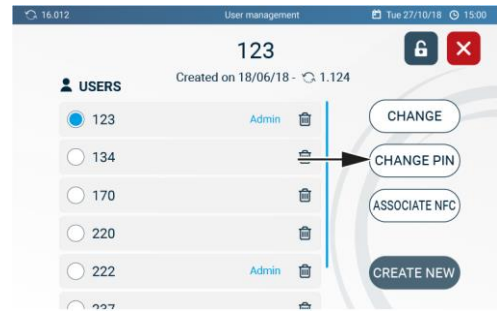 16.012 User management Tue 27/10/18 15:00
123
Created on 18/06/18 - 1.124
USERS
123 Admin
134
170
220
222 Admin
237
CHANGE
CHANGE PIN
ASSOCIATE NFC
CREATE NEW